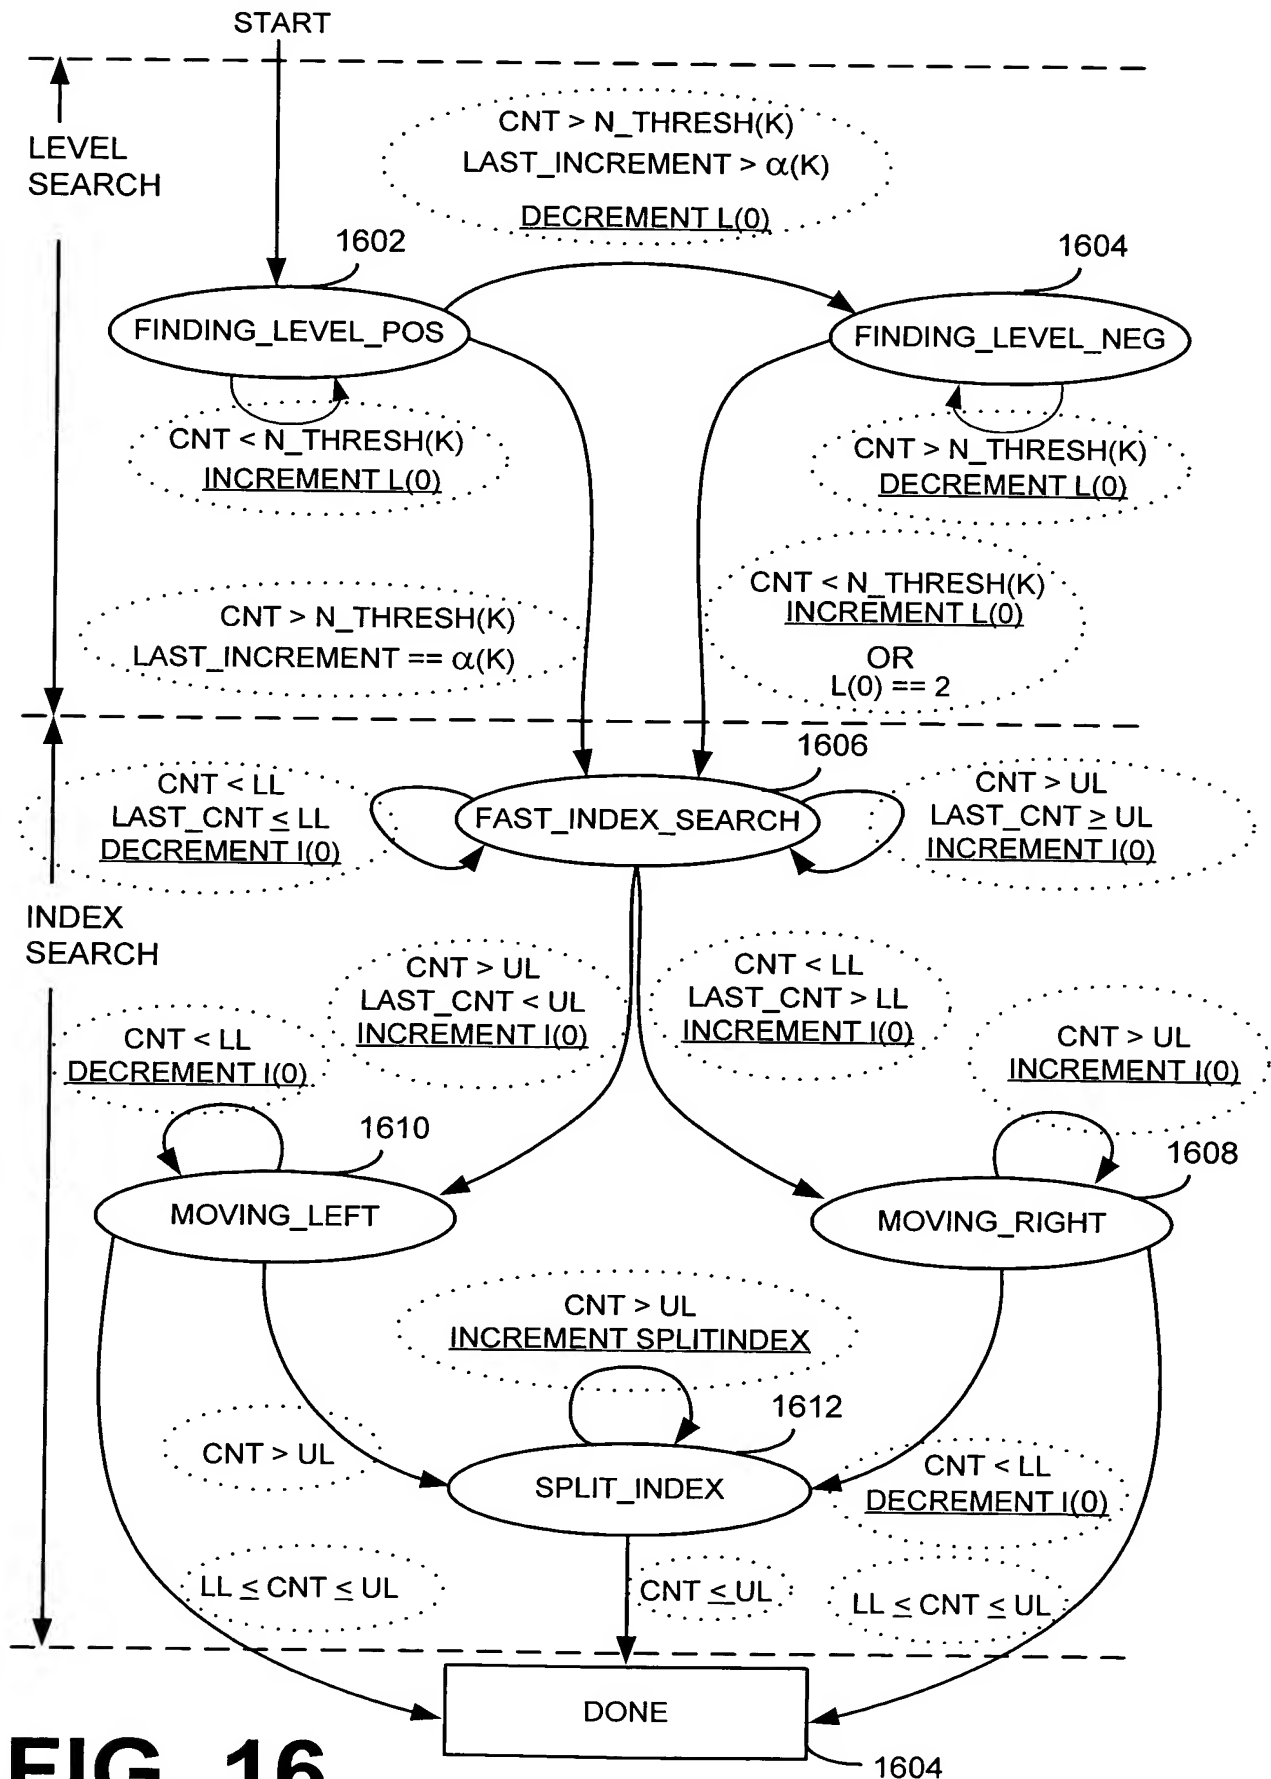 START
CNT > N_THRESH(K)
LAST_INCREMENT > α(K)
DECREMENT L(0)
LEVEL
SEARCH
1602
1604
FINDING_LEVEL_POS
FINDING_LEVEL_NEG
CNT < N_THRESH(K)
INCREMENT L(0)
CNT > N_THRESH(K)
DECREMENT L(0)
CNT > N_THRESH(K)
LAST_INCREMENT == α(K)
CNT < N_THRESH(K)
INCREMENT L(0)
OR
L(0) == 2
1606
CNT < LL
LAST_CNT ≤ LL
DECREMENT I(0)
FAST_INDEX_SEARCH
CNT > UL
LAST_CNT ≥ UL
INCREMENT I(0)
INDEX
SEARCH
CNT > UL
LAST_CNT < UL
INCREMENT I(0)
CNT < LL
LAST_CNT > LL
INCREMENT I(0)
CNT < LL
DECREMENT I(0)
CNT > UL
INCREMENT I(0)
1610
1608
MOVING_LEFT
MOVING_RIGHT
CNT > UL
INCREMENT SPLITINDEX
1612
CNT > UL
SPLIT_INDEX
CNT < LL
DECREMENT I(0)
LL ≤ CNT ≤ UL
CNT ≤ UL
LL ≤ CNT ≤ UL
DONE
1604
FIG. 16